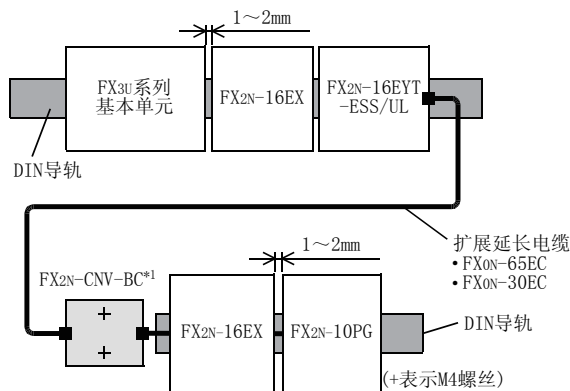 1～2mm
FX3U系列
基本单元
FX2N-16EX
FX2N-16EYT
-ESS/UL
DIN导轨
扩展延长电缆
•FX0N-65EC
•FX0N-30EC
1～2mm
FX2N-CNV-BC*1
FX2N-16EX
FX2N-10PG
DIN导轨
(+表示M4螺丝)